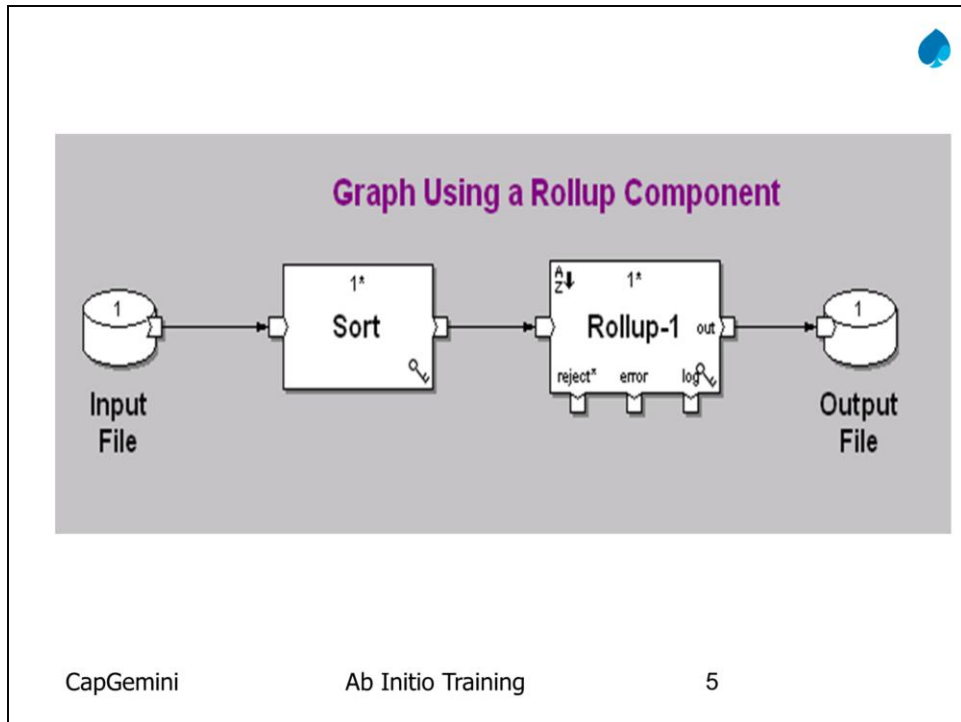 Graph Using a Rollup Component
1
Input
File
1*
Sort
A
Z
1*
Rollup-1
out
reject*
error
log
1
Output
File
CapGemini
Ab Initio Training
5